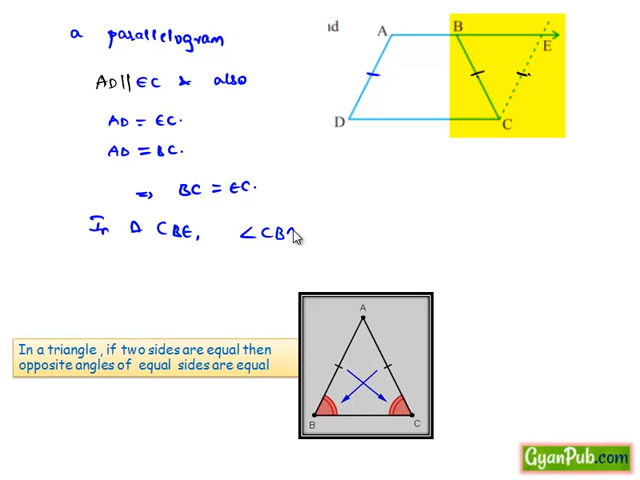 a parallelogram
AD || EC & also
AD = EC.
AD = BC.
⇒ BC = EC.
In Δ CBE, ∠CB
nd
A
B
E
D
C
In a triangle , if two sides are equal then
opposite angles of equal sides are equal
A
B
C
GyanPub.com